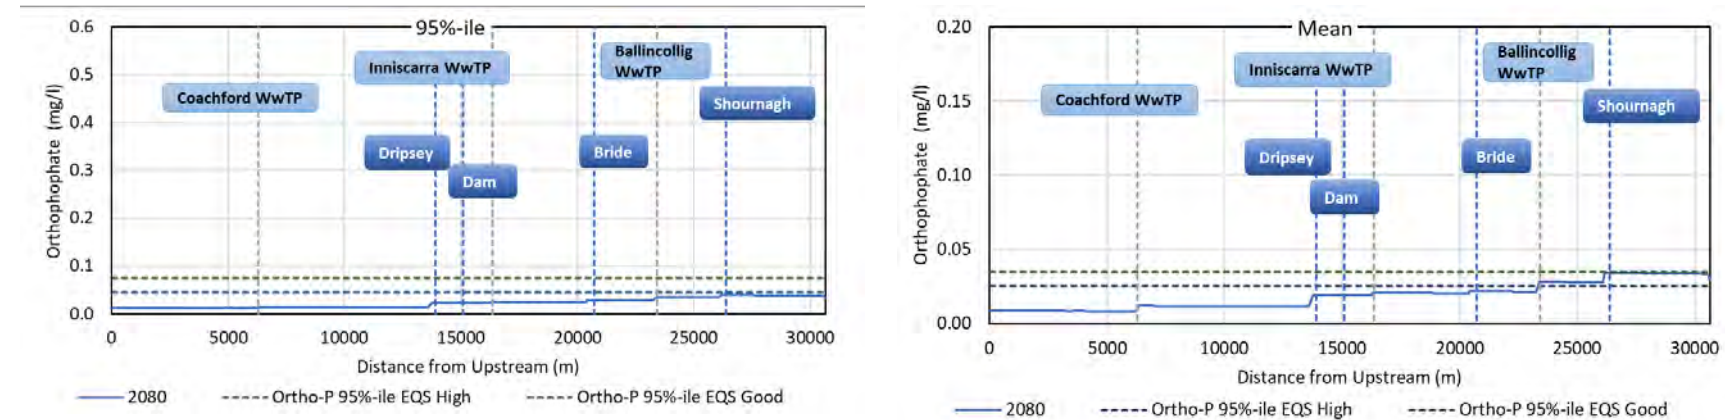 95%-ile
0.6
0.5
0.4
0.3
0.2
0.1
0.0
Orthophophate (mg/l)
Coachford WwTP
Inniscarra WwTP
Ballincollig
WwTP
Shournagh
Dripsey
Dam
Bride
0
5000
10000
15000
20000
25000
30000
Distance from Upstream (m)
2080
Ortho-P 95%-ile EQS High
Ortho-P 95%-ile EQS Good
Mean
0.20
0.15
0.10
0.05
0.00
Orthophophate (mg/l)
Coachford WwTP
Inniscarra WwTP
Ballincollig
WwTP
Shournagh
Dripsey
Dam
Bride
0
5000
10000
15000
20000
25000
30000
Distance from Upstream (m)
2080
Ortho-P 95%-ile EQS High
Ortho-P 95%-ile EQS Good